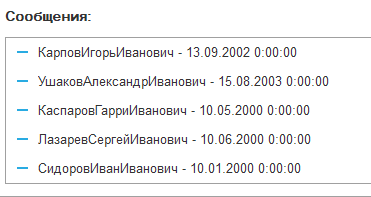 Сообщения:
КарповИгорьИванович - 13.09.2002 0:00:00
УшаковАлександрИванович - 15.08.2003 0:00:00
КаспаровГарриИванович - 10.05.2000 0:00:00
ЛазаревСергейИванович - 10.06.2000 0:00:00
СидоровИванИванович - 10.01.2000 0:00:00